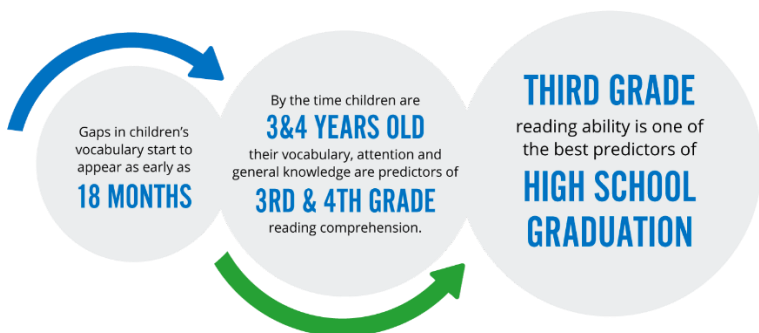 Gaps in children's
vocabulary start to
appear as early as
18 MONTHS
By the time children are
3&4 YEARS OLD
their vocabulary, attention and
general knowledge are predictors of
3RD & 4TH GRADE
reading comprehension.
THIRD GRADE
reading ability is one of
the best predictors of
HIGH SCHOOL
GRADUATION